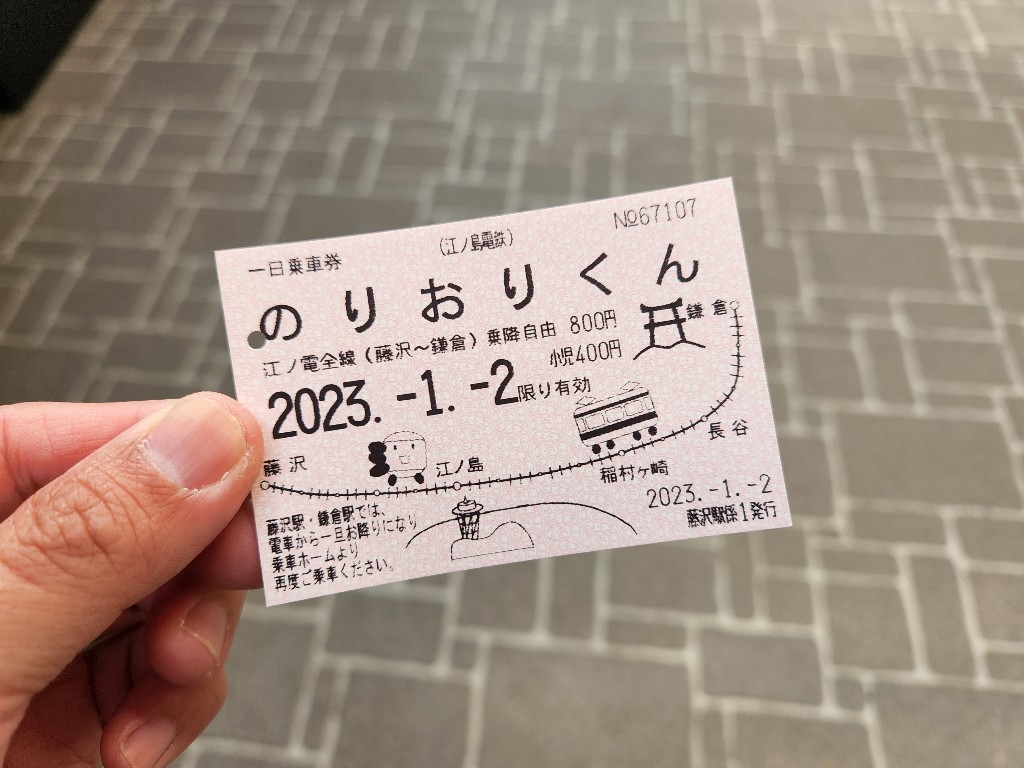 一日乗車券
(江ノ島電鉄)
№67107
のりおりくん
江ノ電全線（藤沢～鎌倉）乗降自由 800円
小児400円
2023.-1.-2限り有効
鎌倉
長谷
稲村ヶ崎
江ノ島
藤沢
藤沢駅・鎌倉駅では、
電車から一旦お降りになり
乗車ホームより
再度ご乗車ください。
2023.-1.-2
藤沢駅係1発行